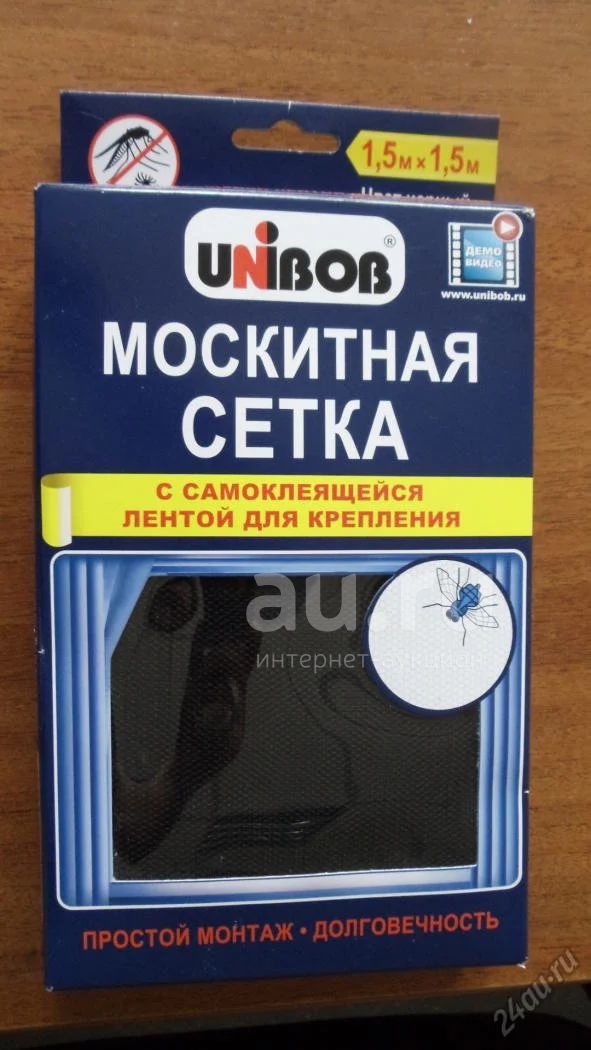 1,5м×1,5м
UNiBOB®
ДЕМО
ВИДЕО
www.unibob.ru
МОСКИТНАЯ
СЕТКА
С САМОКЛЕЯЩЕЙСЯ
ЛЕНТОЙ ДЛЯ КРЕПЛЕНИЯ
au.r
интернет-аукцион
ПРОСТОЙ МОНТАЖ • ДОЛГОВЕЧНОСТЬ
24au.ru